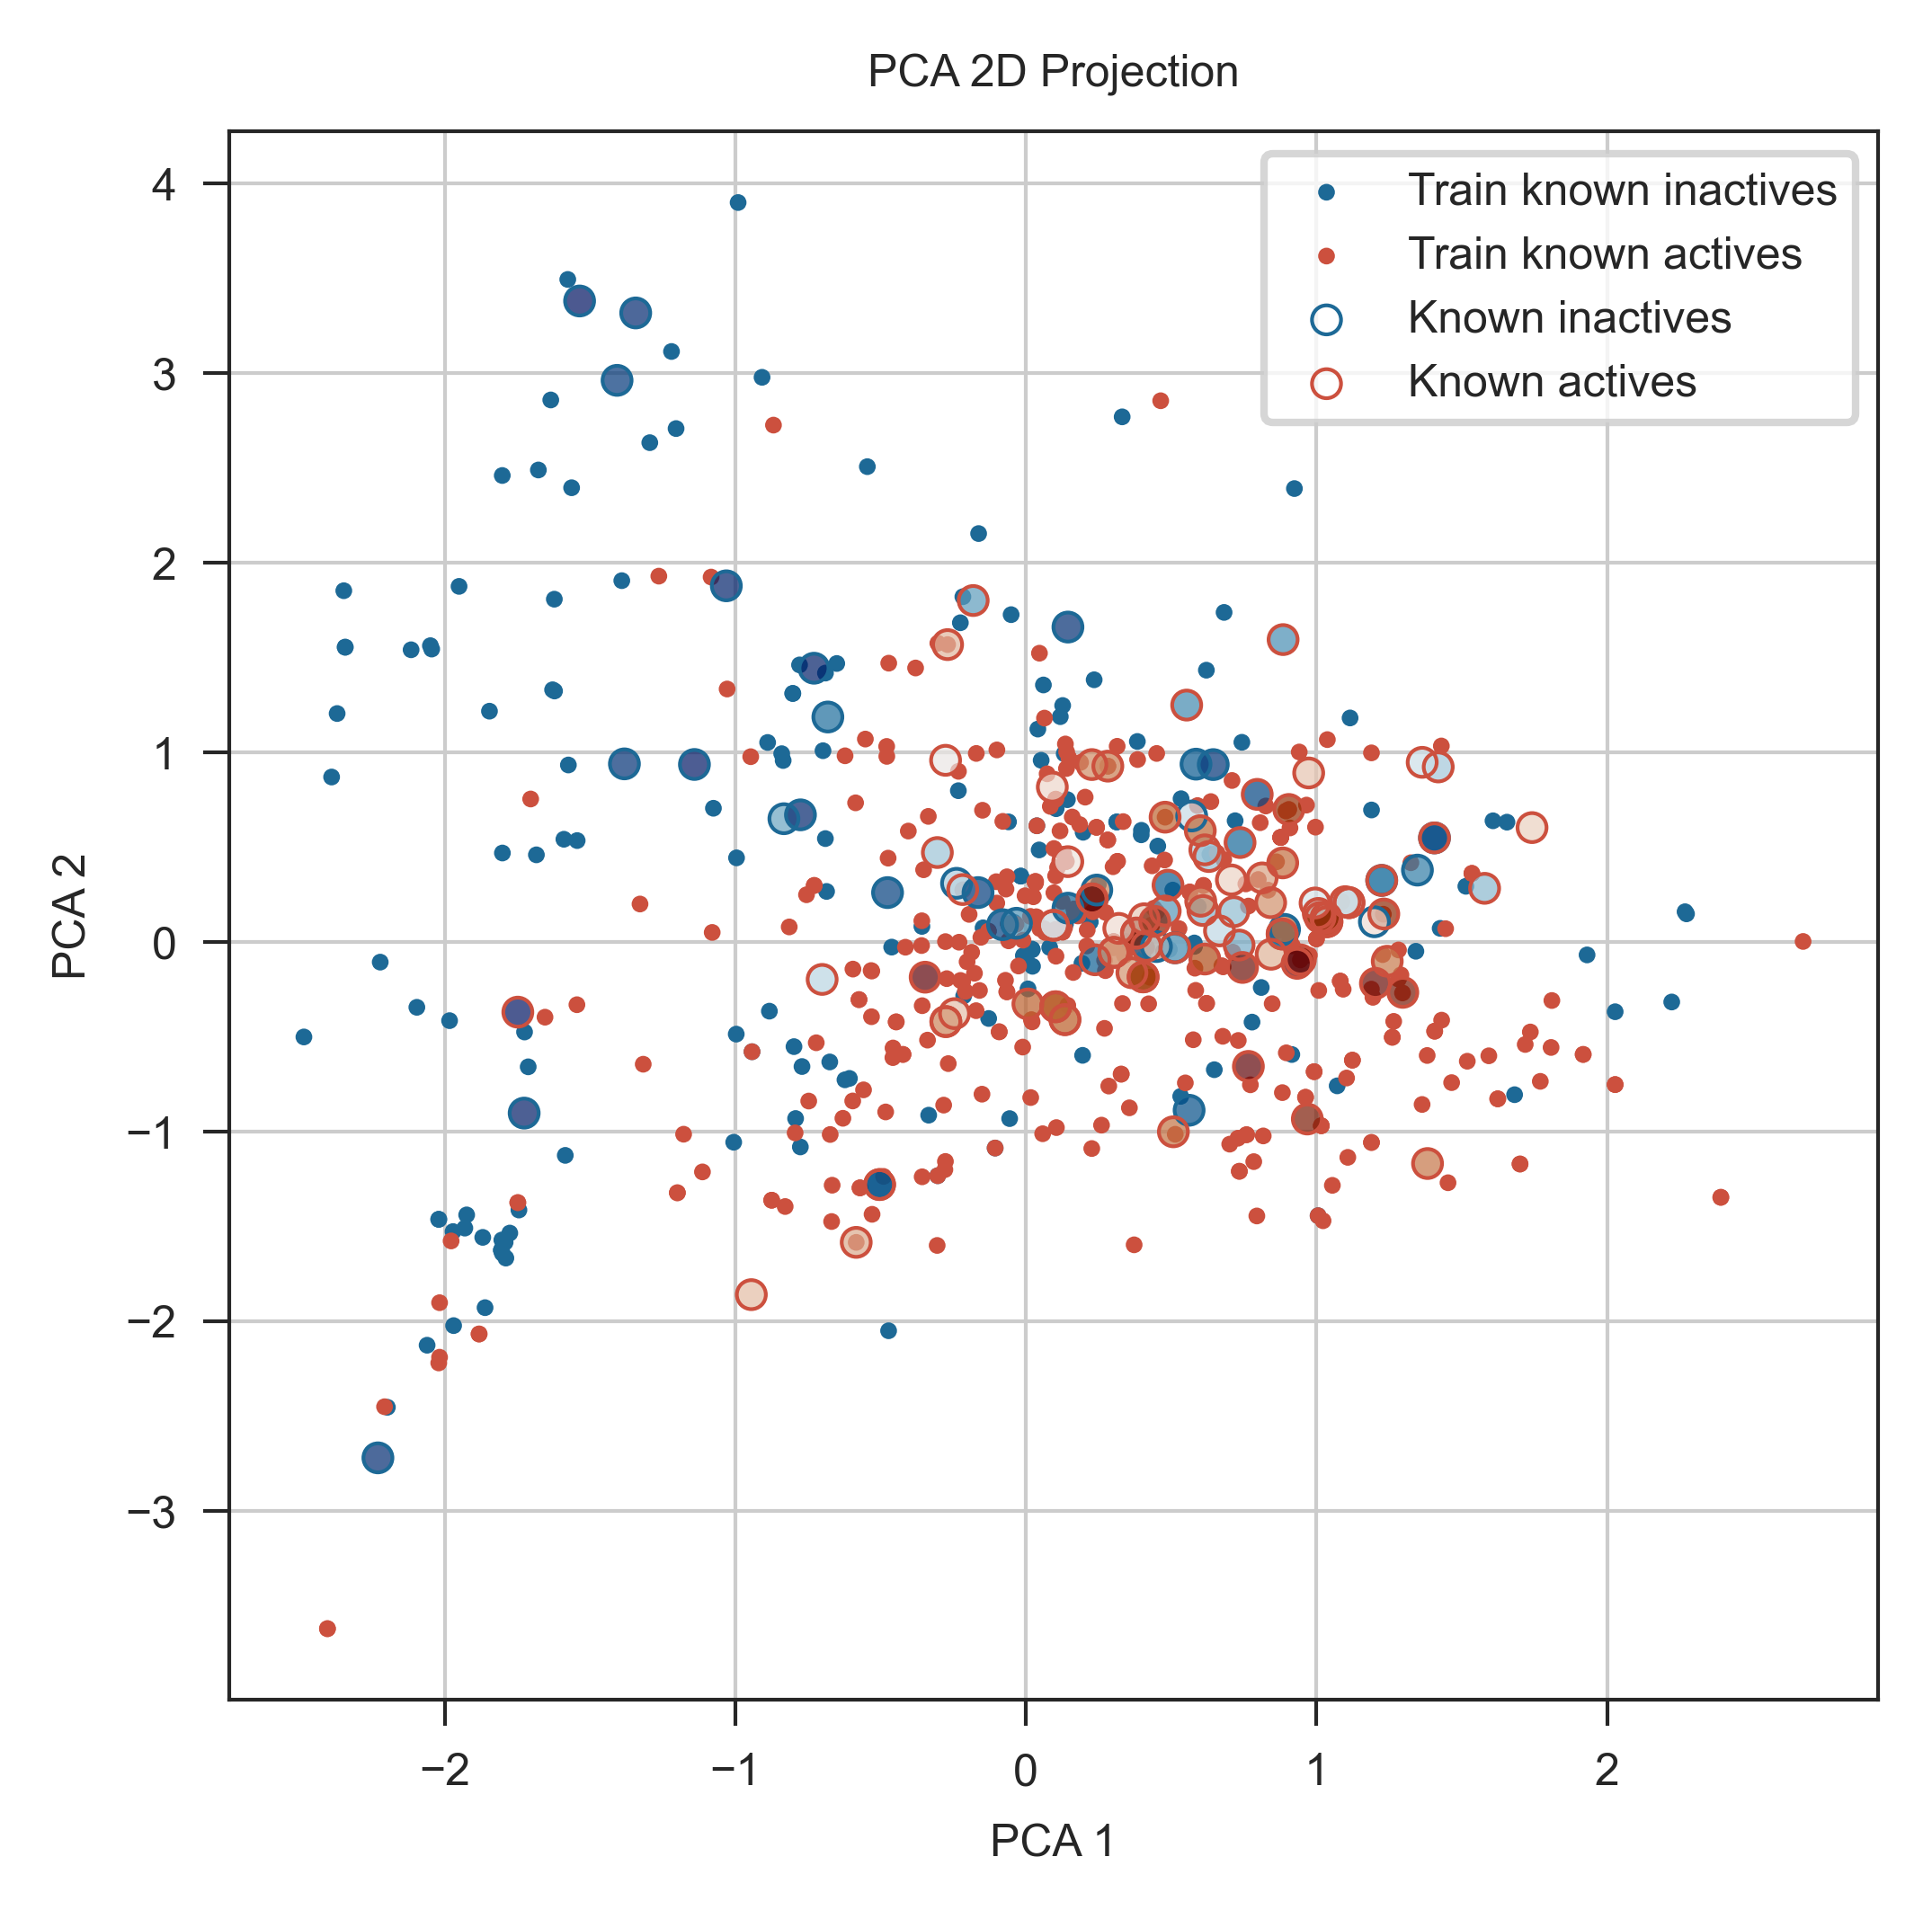 PCA 2D Projection
Train known inactives
Train known actives
Known inactives
Known actives
4
3
2
1
0
−1
−2
−3
PCA 2
−2
−1
0
1
2
PCA 1